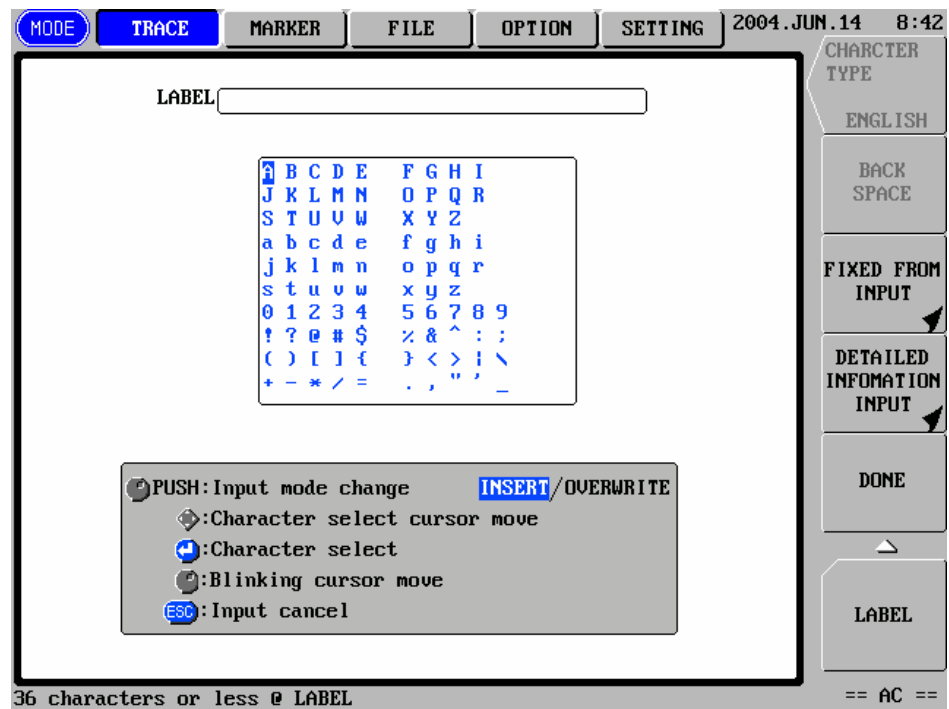 MODE TRACE MARKER FILE OPTION SETTING 2004.JUN.14 8:42
LABEL
A B C D E F G H I
J K L M N O P Q R
S T U V W X Y Z
a b c d e f g h i
j k l m n o p q r
s t u v w x y z
0 1 2 3 4 5 6 7 8 9
! ? @ # $ % & ^ : ;
( ) [ ] { } < > ¦ \
+ - * / = . , " ' _
PUSH:Input mode change INSERT/OVERWRITE
:Character select cursor move
:Character select
:Blinking cursor move
ESC:Input cancel
CHARCTER
TYPE
ENGLISH
BACK
SPACE
FIXED FROM
INPUT
DETAILED
INFOMATION
INPUT
DONE
LABEL
36 characters or less @ LABEL
== AC ==